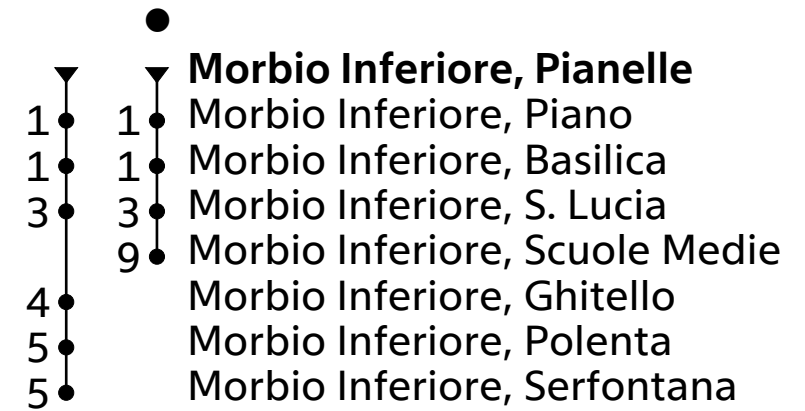 Morbio Inferiore, Pianelle
1 1 Morbio Inferiore, Piano
1 1 Morbio Inferiore, Basilica
3 3 Morbio Inferiore, S. Lucia
9 Morbio Inferiore, Scuole Medie
4 Morbio Inferiore, Ghitello
5 Morbio Inferiore, Polenta
5 Morbio Inferiore, Serfontana